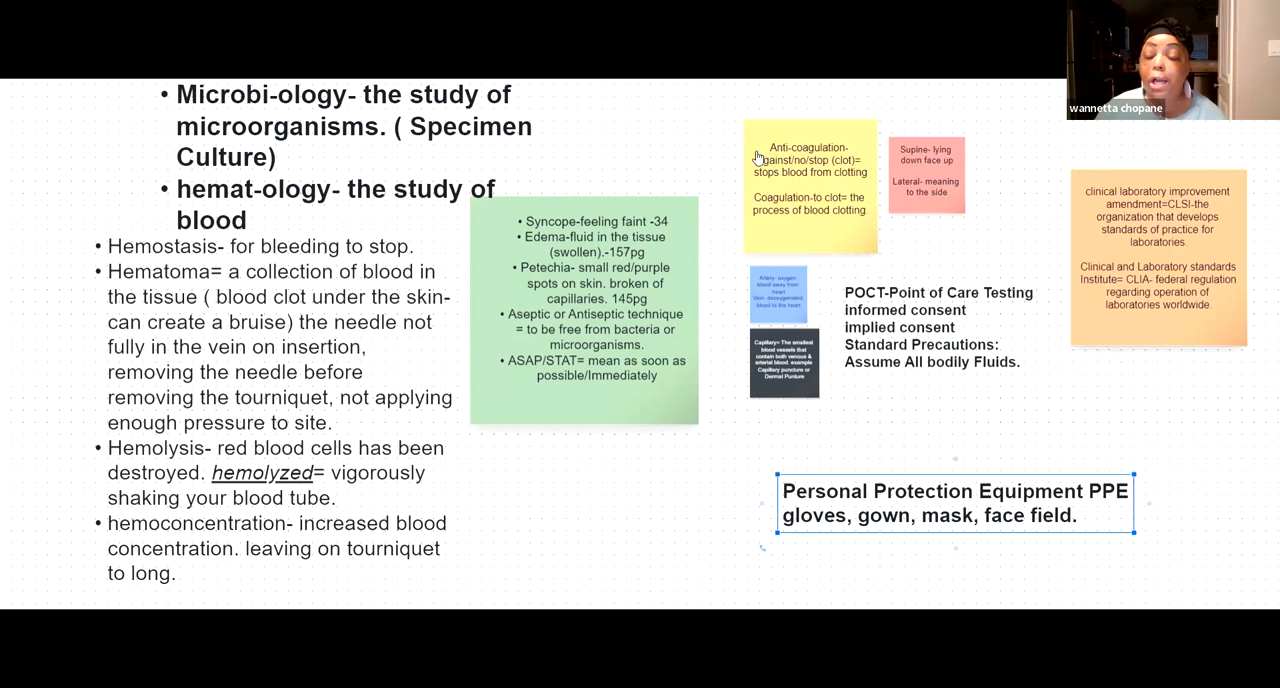 • Microbi-ology- the study of
microorganisms. ( Specimen
Culture)
• hemat-ology- the study of
blood
• Hemostasis- for bleeding to stop.
• Hematoma= a collection of blood in
the tissue ( blood clot under the skin-
can create a bruise) the needle not
fully in the vein on insertion,
removing the needle before
removing the tourniquet, not applying
enough pressure to site.
• Hemolysis- red blood cells has been
destroyed. hemolyzed= vigorously
shaking your blood tube.
• hemoconcentration- increased blood
concentration. leaving on tourniquet
to long.
• Syncope-feeling faint -34
• Edema-fluid in the tissue
(swollen).-157pg
• Petechia- small red/purple
spots on skin. broken of
capillaries. 145pg
• Aseptic or Antiseptic technique
= to be free from bacteria or
microorganisms.
• ASAP/STAT= mean as soon as
possible/Immediately
Anti-coagulation-
against/no/stop (clot)=
stops blood from clotting
Coagulation-to clot= the
process of blood clotting.
Supine- lying
down face up
Lateral- meaning
to the side
Artery- oxygen
blood away from
heart
Vein- deoxygenated
blood to the heart
Capillary= The smallest
blood vessels that
contain both venous &
arterial blood. example
Capillary puncture or
Dermal Punture
POCT-Point of Care Testing
informed consent
implied consent
Standard Precautions:
Assume All bodily Fluids.
Personal Protection Equipment PPE
gloves, gown, mask, face field.
clinical laboratory improvement
amendment=CLSI-the
organization that develops
standards of practice for
laboratories.
Clinical and Laboratory standards
Institute= CLIA- federal regulation
regarding operation of
laboratories worldwide.
wannetta chopane